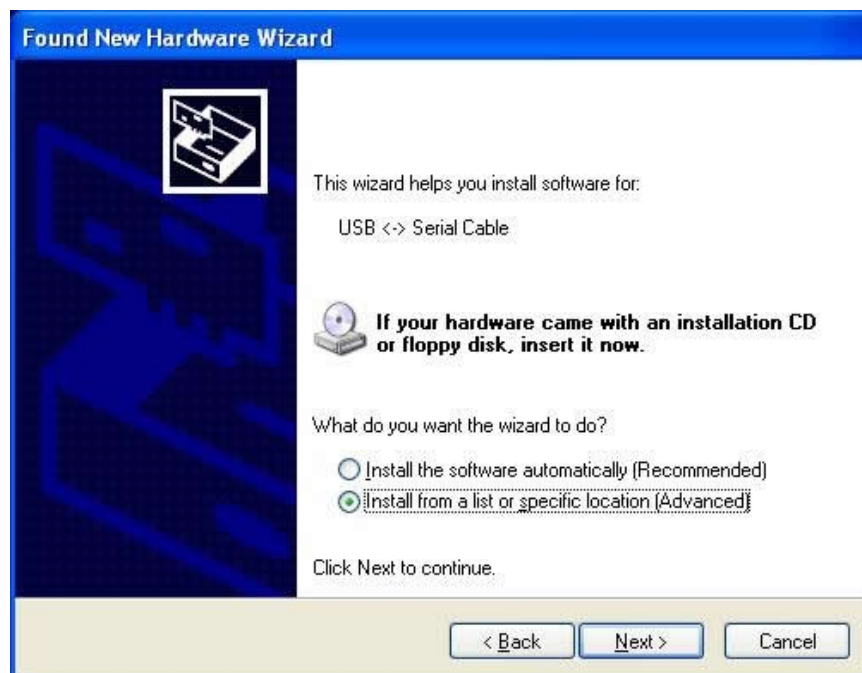 Found New Hardware Wizard
This wizard helps you install software for:
USB <-> Serial Cable
If your hardware came with an installation CD
or floppy disk, insert it now.
What do you want the wizard to do?
Install the software automatically (Recommended)
Install from a list or specific location (Advanced)
Click Next to continue.
< Back
Next >
Cancel